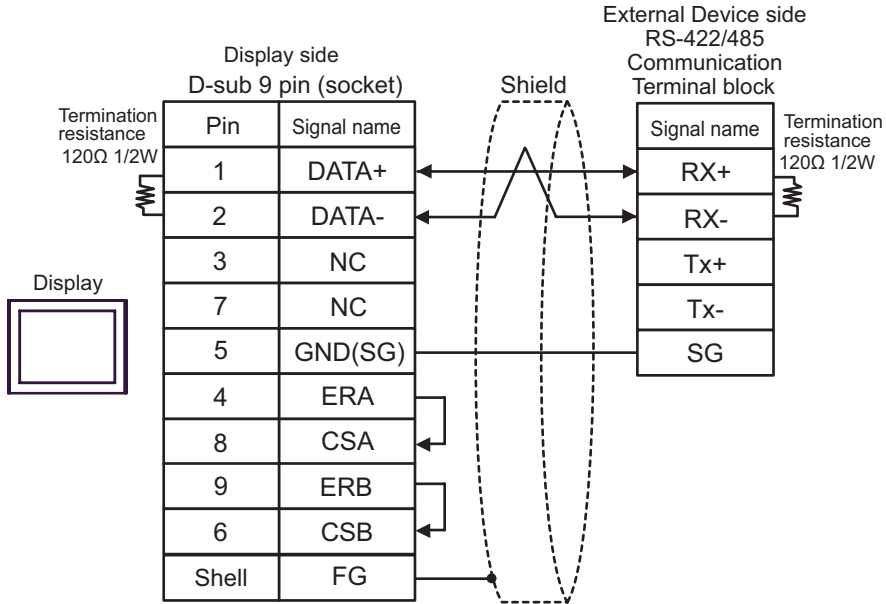 External Device side
RS-422/485
Communication
Terminal block
Display side
D-sub 9 pin (socket)
Shield
Termination
resistance
120Ω 1/2W
Pin Signal name
1 DATA+
2 DATA-
3 NC
7 NC
5 GND(SG)
4 ERA
8 CSA
9 ERB
6 CSB
Shell FG
Display
Signal name
RX+
RX-
Tx+
Tx-
SG
Termination
resistance
120Ω 1/2W